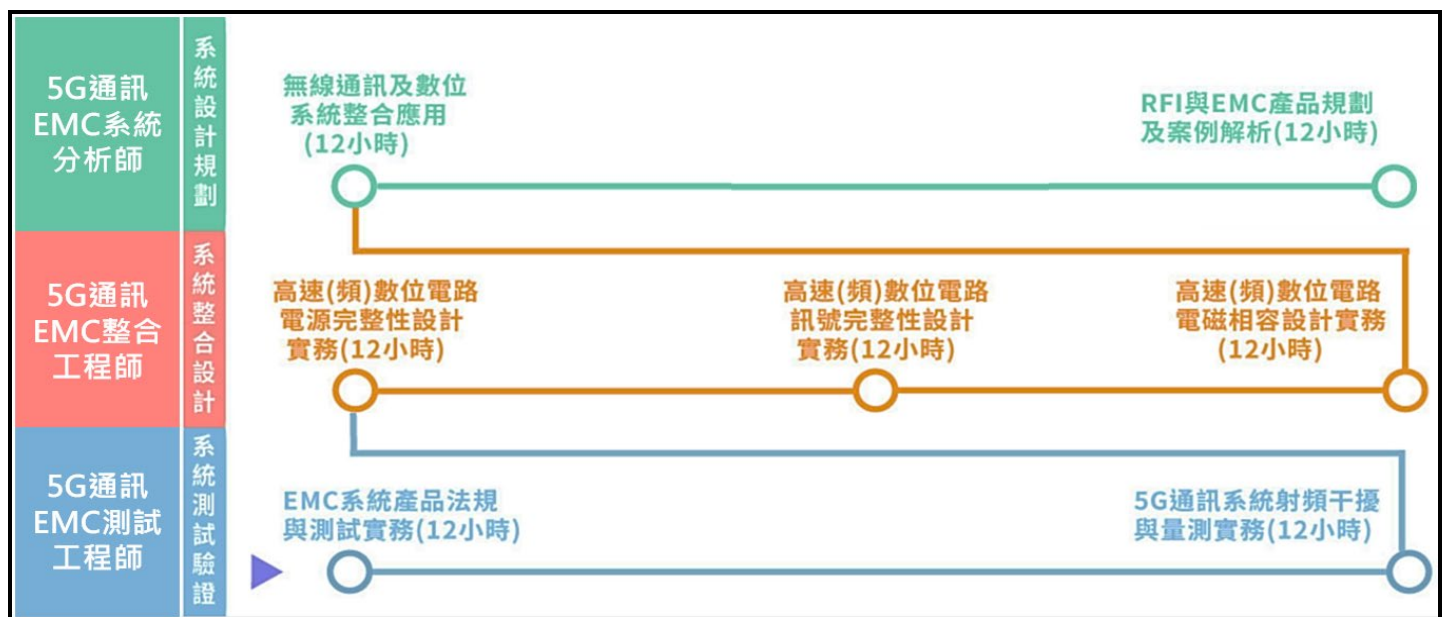 5G通訊
EMC系統
分析師
系統設計規劃
無線通訊及數位
系統整合應用
(12小時)
RFI與EMC產品規劃
及案例解析(12小時)
5G通訊
EMC整合
工程師
系統整合設計
高速(頻)數位電路
電源完整性設計
實務(12小時)
高速(頻)數位電路
訊號完整性設計
實務(12小時)
高速(頻)數位電路
電磁相容設計實務
(12小時)
5G通訊
EMC測試
工程師
系統測試驗證
EMC系統產品法規
與測試實務(12小時)
5G通訊系統射頻干擾
與量測實務(12小時)